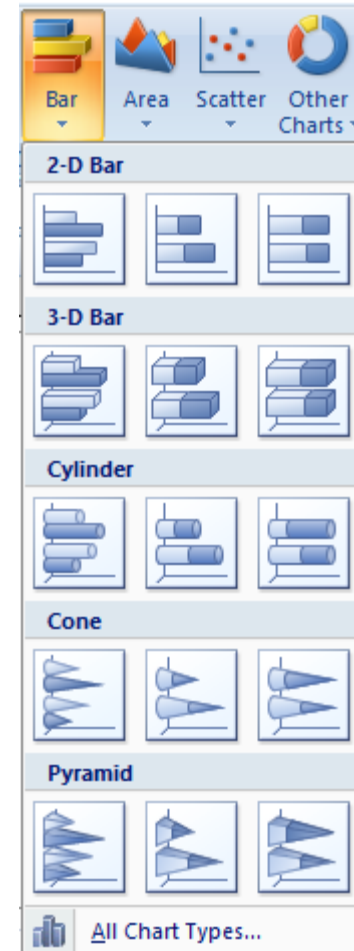 Bar Area Scatter Other
Charts
2-D Bar
3-D Bar
Cylinder
Cone
Pyramid
All Chart Types...